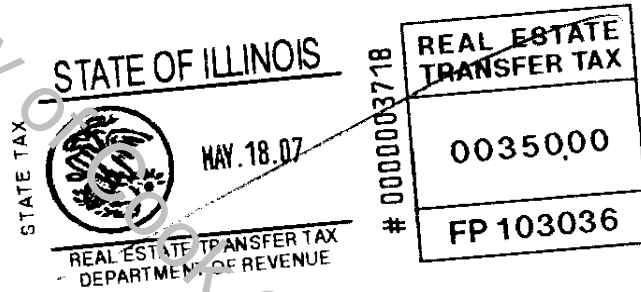 STATE OF ILLINOIS
STATE TAX
MAY.18.07
REAL ESTATE TRANSFER TAX
DEPARTMENT OF REVENUE
# 0000003718
REAL ESTATE
TRANSFER TAX
0035000
FP 103036